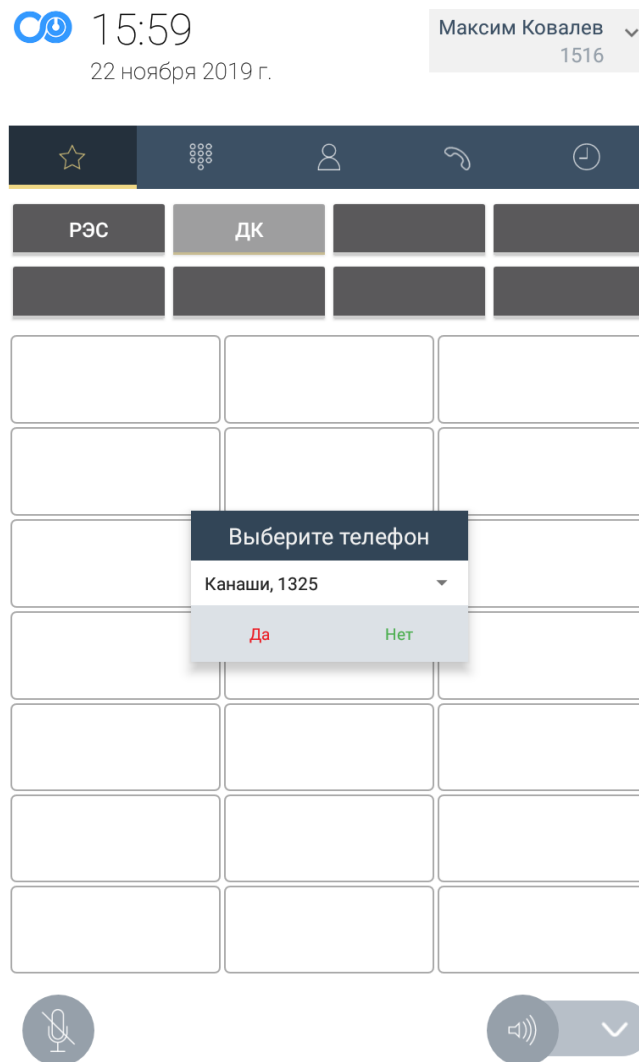 15:59
22 ноября 2019 г.
Максим Ковалев
1516
РЭС
ДК
Выберите телефон
Канаши, 1325
Да
Нет